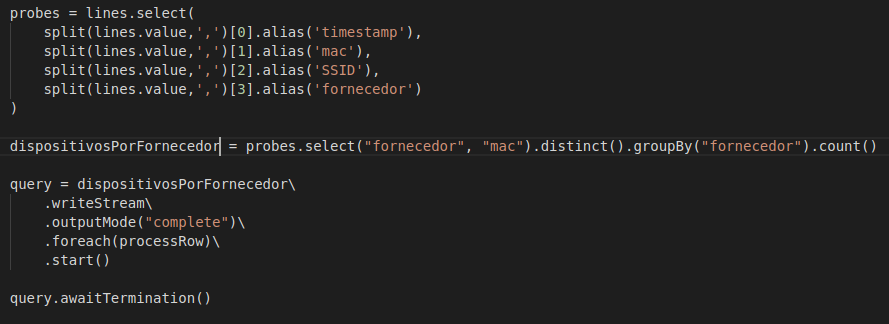 probes = lines.select(
    split(lines.value,',')[0].alias('timestamp'),
    split(lines.value,',')[1].alias('mac'),
    split(lines.value,',')[2].alias('SSID'),
    split(lines.value,',')[3].alias('fornecedor')
)

dispositivosPorFornecedor = probes.select("fornecedor", "mac").distinct().groupBy("fornecedor").count()

query = dispositivosPorFornecedor\
    .writeStream\
    .outputMode("complete")\
    .foreach(processRow)\
    .start()

query.awaitTermination()